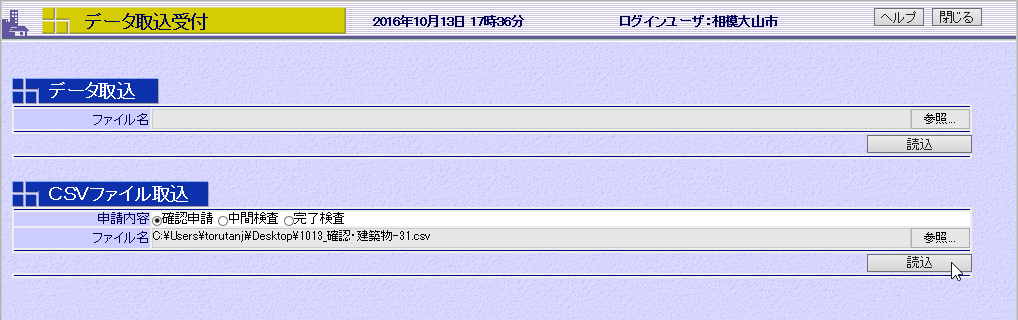 データ取込受付 2016年10月13日 17時36分 ログインユーザ：相模大山市 ヘルプ 閉じる
データ取込
ファイル名 参照...
読込
CSVファイル取込
申請内容 確認申請 中間検査 完了検査
ファイル名 C:¥Users¥torutanj¥Desktop¥1013_確認・建築物-31.csv 参照...
読込